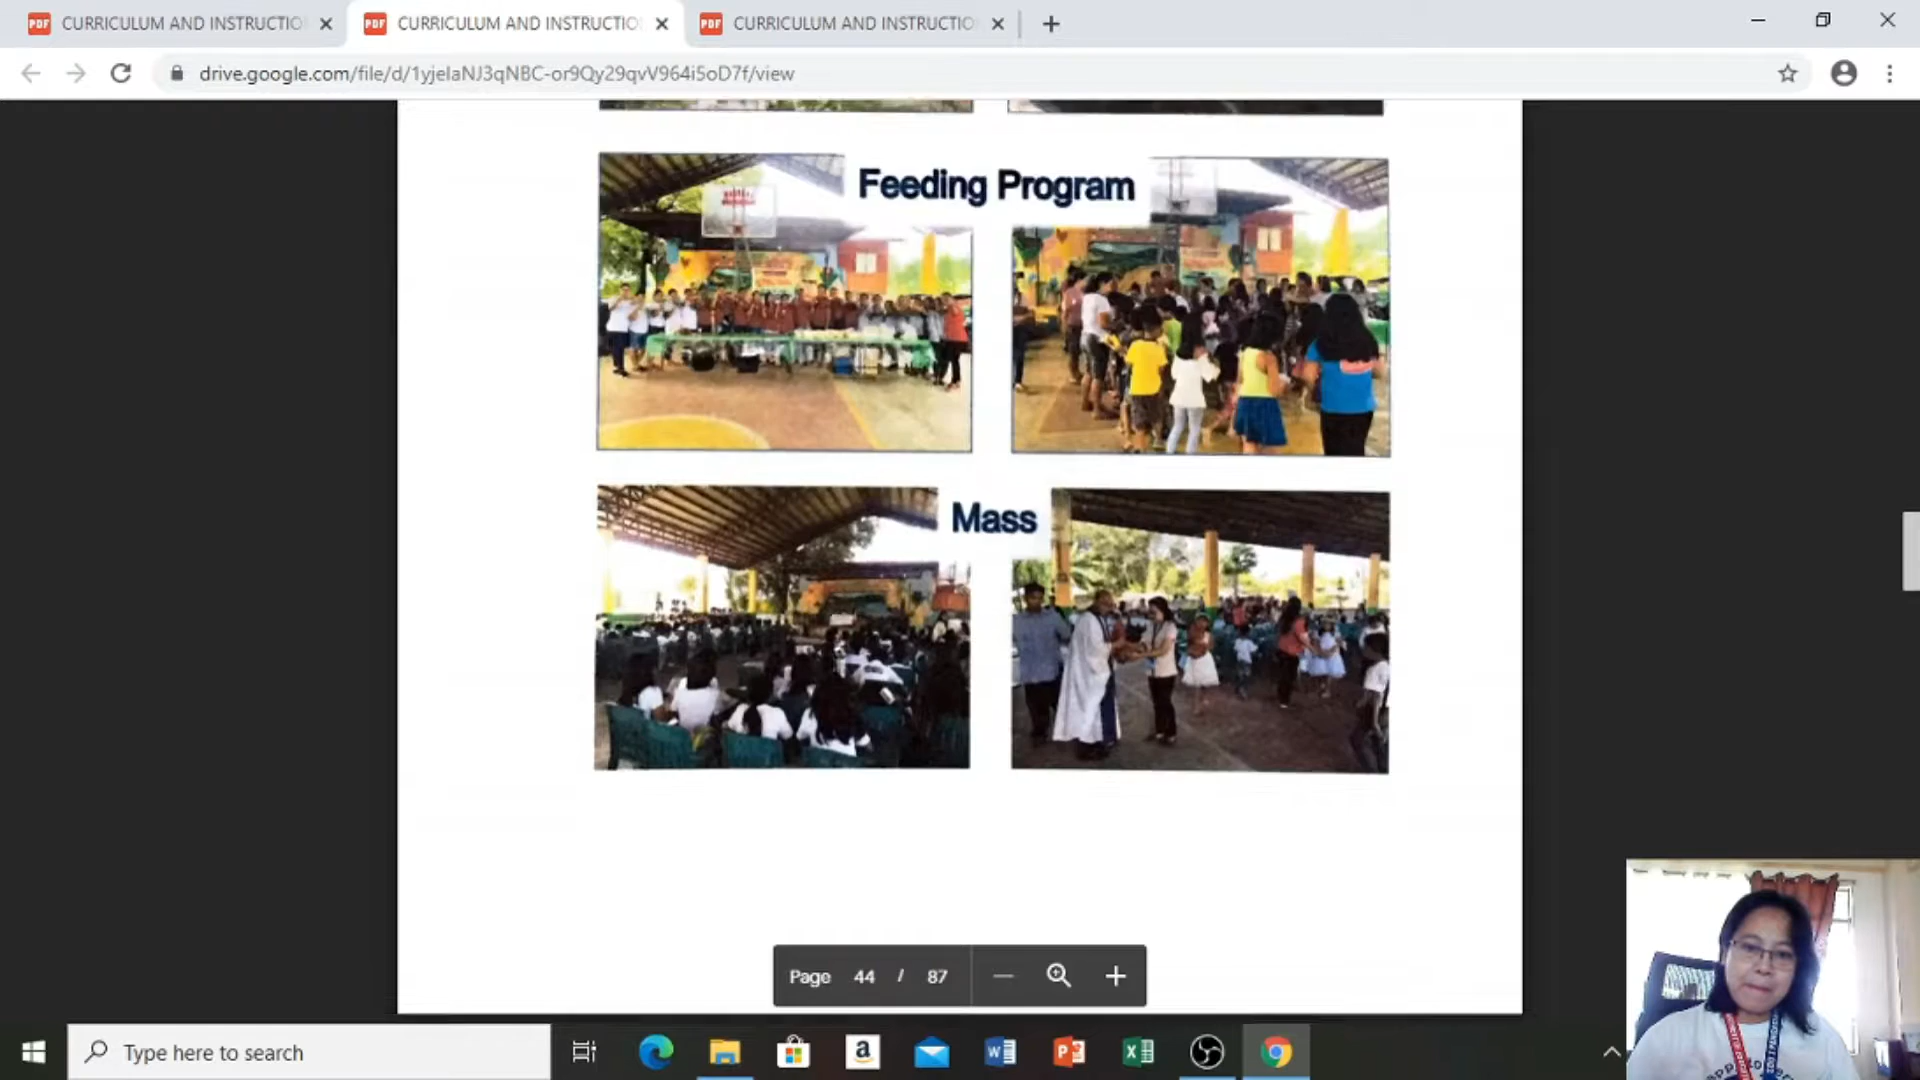 CURRICULUM AND INSTRUCTIO
CURRICULUM AND INSTRUCTIO
CURRICULUM AND INSTRUCTIO
drive.google.com/file/d/1yjeIaNJ3qNBC-or9Qy29qvV964i5oD7f/view
Feeding Program
Mass
Page 44 / 87
Type here to search